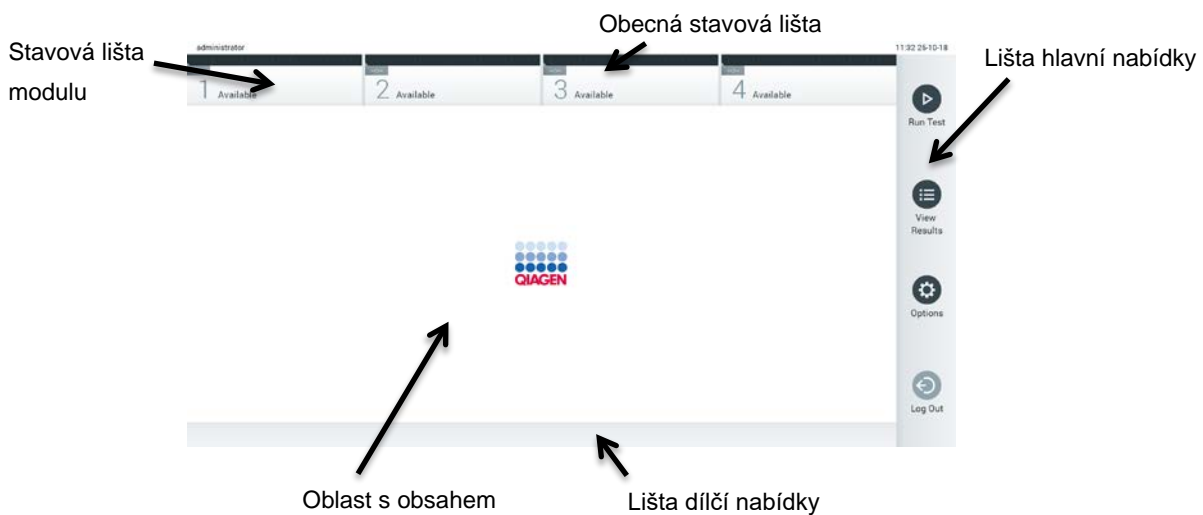 Obecná stavová lišta
Stavová lišta
modulu
Lišta hlavní nabídky
administrator
11:32 25-10-18
1 Available
2 Available
3 Available
4 Available
Run Test
View
Results
Options
Log Out
QIAGEN
Oblast s obsahem
Lišta dílčí nabídky